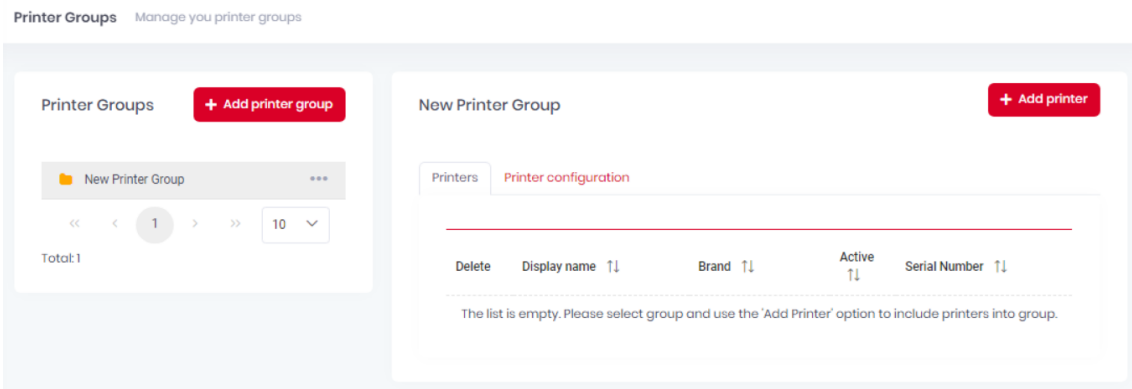 Printer Groups Manage you printer groups
Printer Groups
+ Add printer group
New Printer Group
•••
<< < 1 > >> 10
Total: 1
New Printer Group
+ Add printer
Printers Printer configuration
Delete Display name ↑↓ Brand ↑↓ Active ↑↓ Serial Number ↑↓
The list is empty. Please select group and use the 'Add Printer' option to include printers into group.